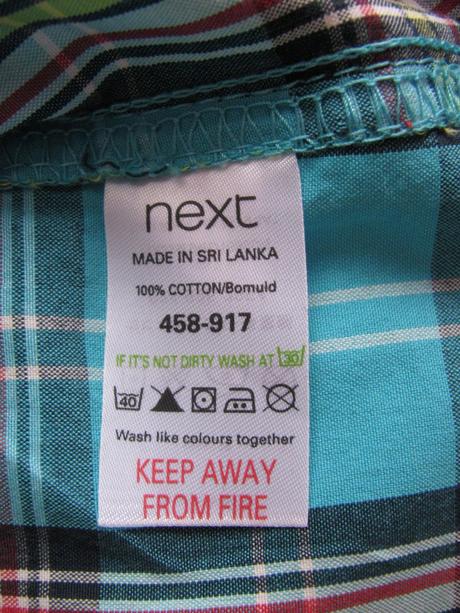 next
MADE IN SRI LANKA
100% COTTON/Bomuld
458-917
IF IT'S NOT DIRTY WASH AT 30
40
Wash like colours together
KEEP AWAY
FROM FIRE